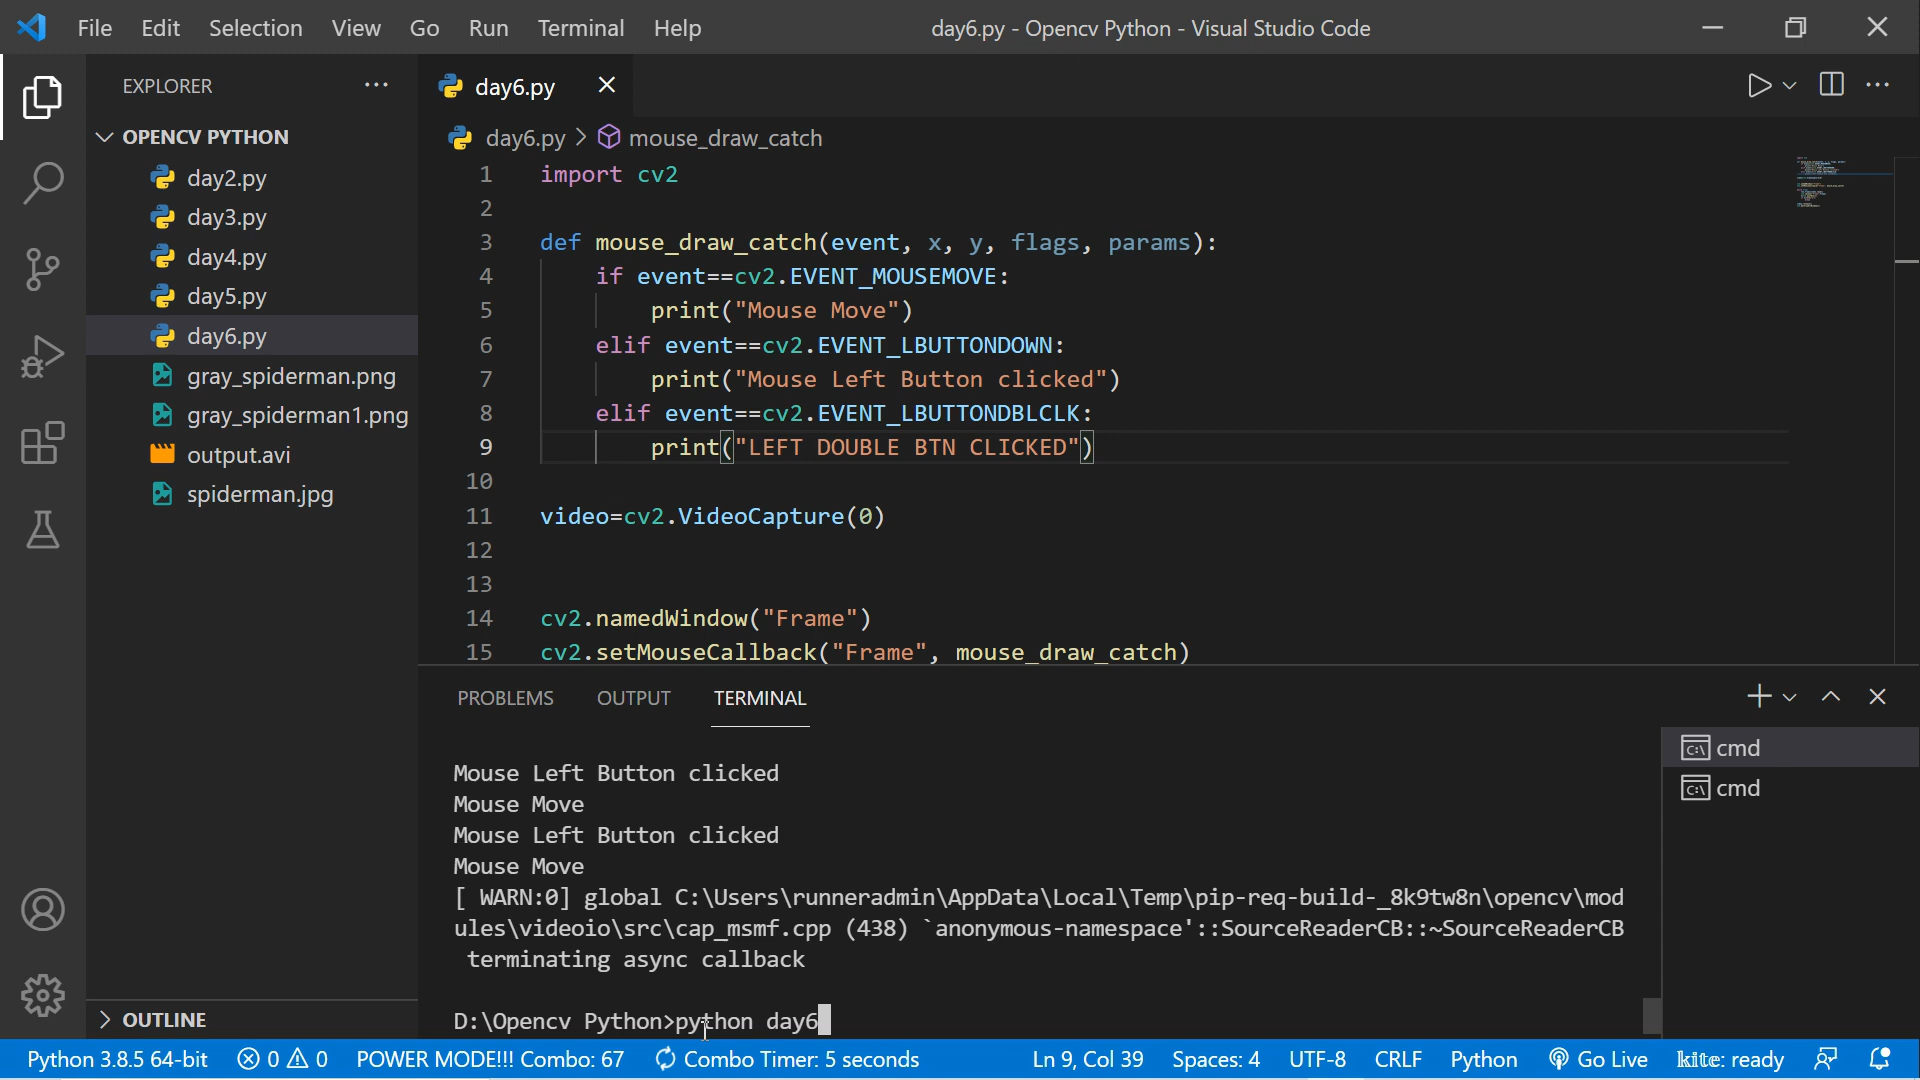 File Edit Selection View Go Run Terminal Help day6.py - Opencv Python - Visual Studio Code
EXPLORER
OPENCV PYTHON
day2.py
day3.py
day4.py
day5.py
day6.py
gray_spiderman.png
gray_spiderman1.png
output.avi
spiderman.jpg
OUTLINE
day6.py
day6.py > mouse_draw_catch
1 import cv2
2
3 def mouse_draw_catch(event, x, y, flags, params):
4 if event==cv2.EVENT_MOUSEMOVE:
5 print("Mouse Move")
6 elif event==cv2.EVENT_LBUTTONDOWN:
7 print("Mouse Left Button clicked")
8 elif event==cv2.EVENT_LBUTTONDBLCLK:
9 print("LEFT DOUBLE BTN CLICKED")
10
11 video=cv2.VideoCapture(0)
12
13
14 cv2.namedWindow("Frame")
15 cv2.setMouseCallback("Frame", mouse_draw_catch)
PROBLEMS OUTPUT TERMINAL
Mouse Left Button clicked
Mouse Move
Mouse Left Button clicked
Mouse Move
[ WARN:0] global C:\Users\runneradmin\AppData\Local\Temp\pip-req-build-_8k9tw8n\opencv\mod
ules\videoio\src\cap_msmf.cpp (438) `anonymous-namespace'::SourceReaderCB::~SourceReaderCB
terminating async callback
D:\Opencv Python>python day6
cmd
cmd
Python 3.8.5 64-bit 0 0 POWER MODE!!! Combo: 67 Combo Timer: 5 seconds Ln 9, Col 39 Spaces: 4 UTF-8 CRLF Python Go Live kite: ready